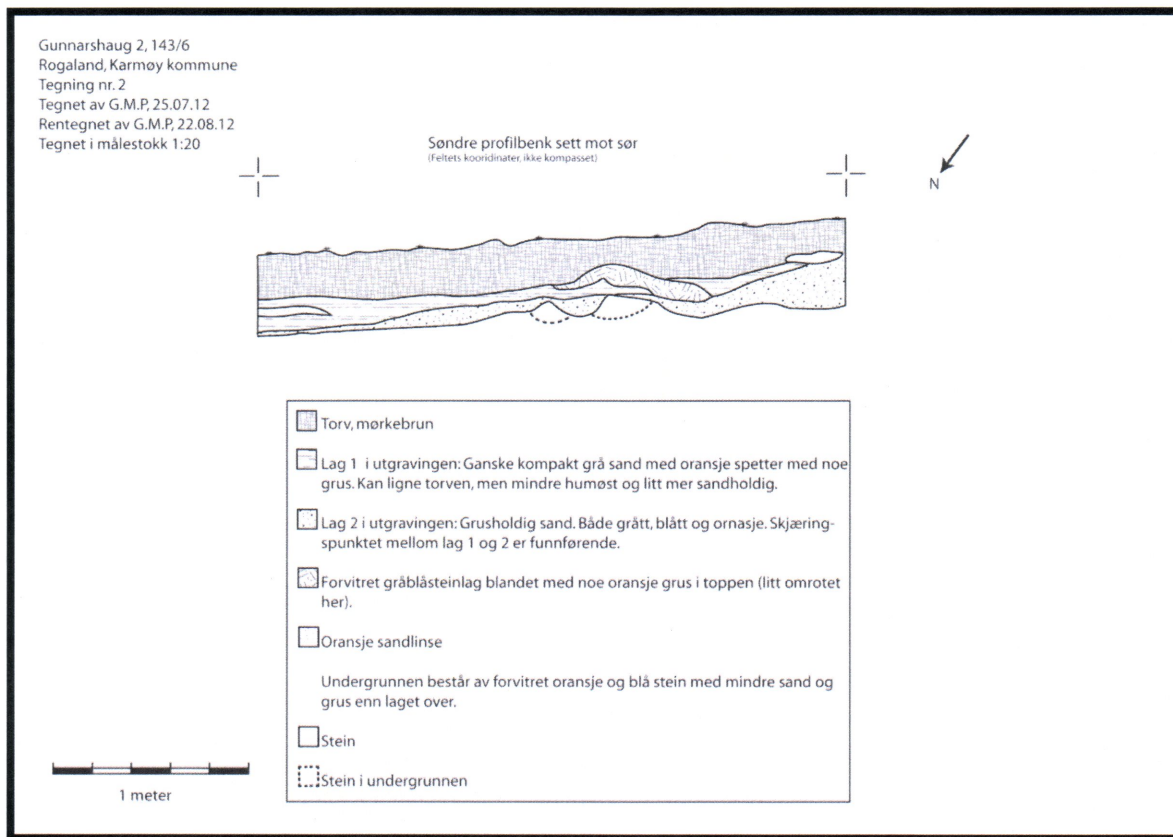 Gunnarshaug 2, 143/6
Rogaland, Karmøy kommune
Tegning nr. 2
Tegnet av G.M.P, 25.07.12
Rentegnet av G.M.P, 22.08.12
Tegnet i målestokk 1:20
Søndre profilbenk sett mot sør
(Feltets kooridinater, ikke kompasset)
N
Torv, mørkebrun
Lag 1 i utgravingen: Ganske kompakt grå sand med oransje spetter med noe
grus. Kan ligne torven, men mindre humøst og litt mer sandholdig.
Lag 2 i utgravingen: Grusholdig sand. Både grått, blått og ornasje. Skjæring-
spunktet mellom lag 1 og 2 er funnførende.
Forvitret gråblåsteinlag blandet med noe oransje grus i toppen (litt omrotet
her).
Oransje sandlinse
Undergrunnen består av forvitret oransje og blå stein med mindre sand og
grus enn laget over.
Stein
Stein i undergrunnen
1 meter